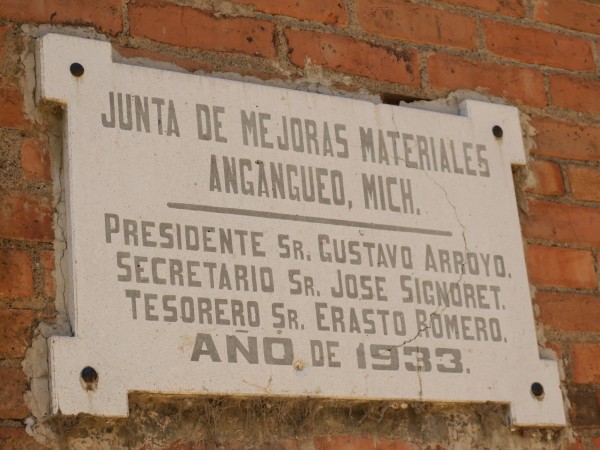 JUNTA DE MEJORAS MATERIALES
ANGANGUEO, MICH.
PRESIDENTE SR. GUSTAVO ARROYO.
SECRETARIO SR. JOSE SIGNORET.
TESORERO SR. ERASTO ROMERO.
AÑO DE 1933.